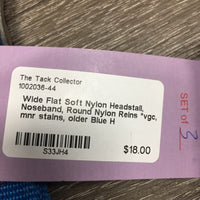 The Tack Collector
1002036-44
Wide Flat Soft Nylon Headstall,
Noseband, Round Nylon Reins *vgc,
mnr stains, older Blue H
S33JH4
$18.00
SET of 3